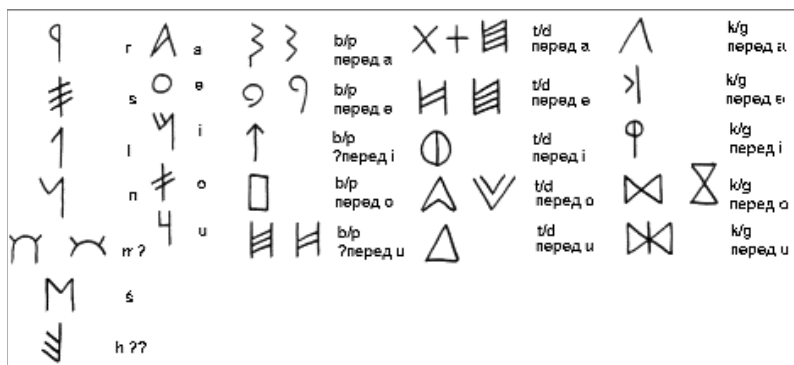 r a b/p t/d k/g
перед a перед a перед a
s e b/p t/d k/g
перед e перед e перед e
l i b/p t/d k/g
?перед i перед i перед i
n o b/p t/d k/g
перед o перед o перед o
m ? u b/p t/d k/g
?перед u перед u перед u
ś
h ??